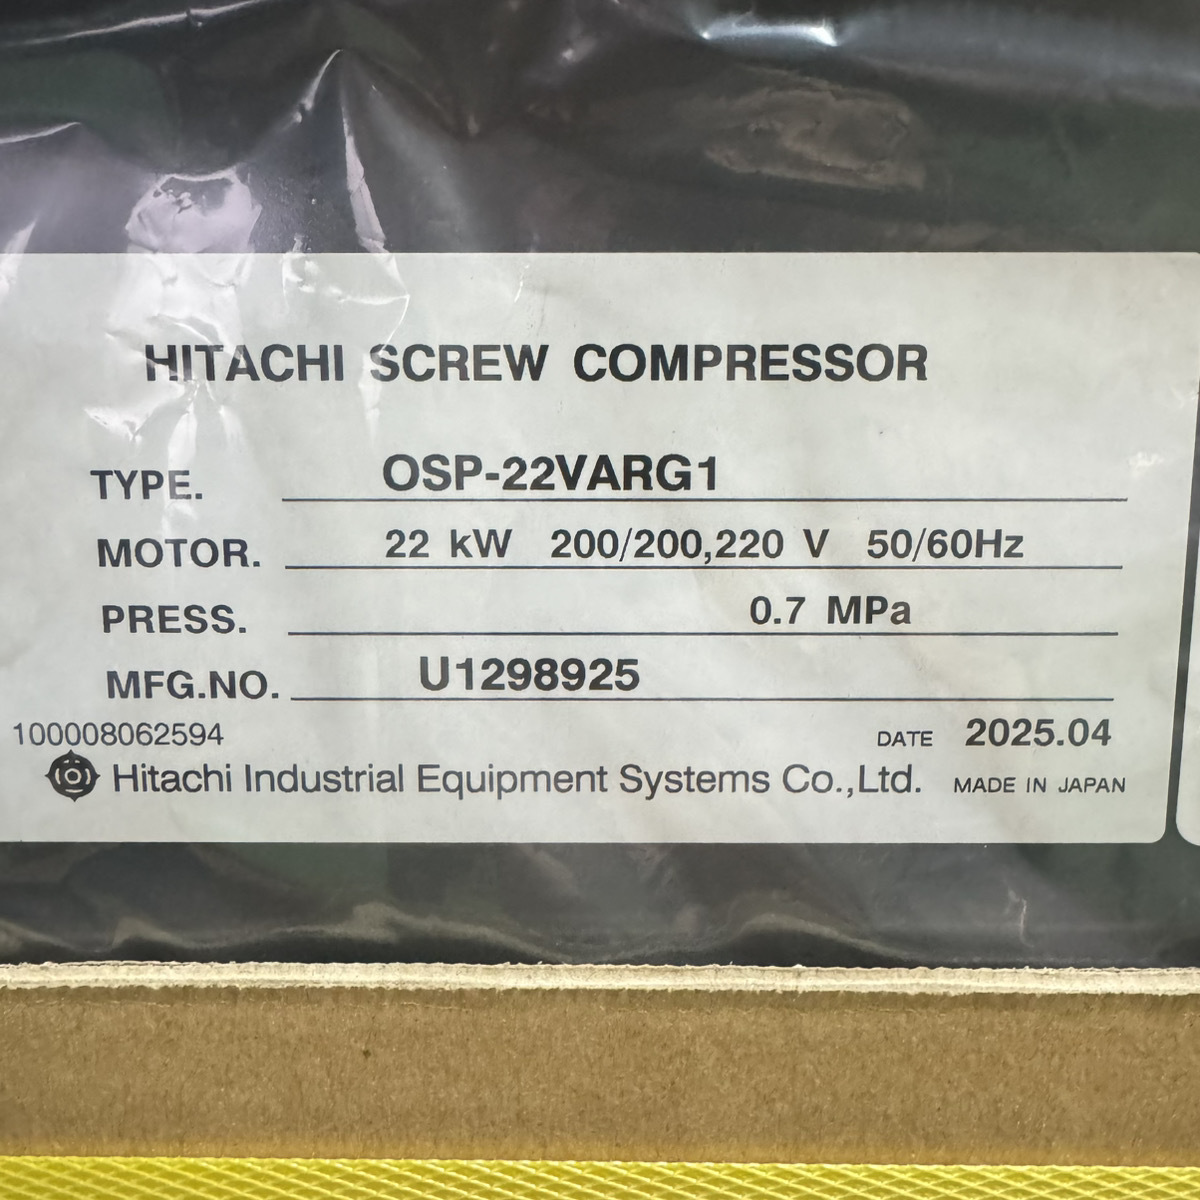 HITACHI SCREW COMPRESSOR
TYPE. OSP-22VARG1
MOTOR. 22 kW 200/200,220 V 50/60Hz
PRESS. 0.7 MPa
MFG.NO. U1298925
100008062594 DATE 2025.04
Hitachi Industrial Equipment Systems Co.,Ltd. MADE IN JAPAN